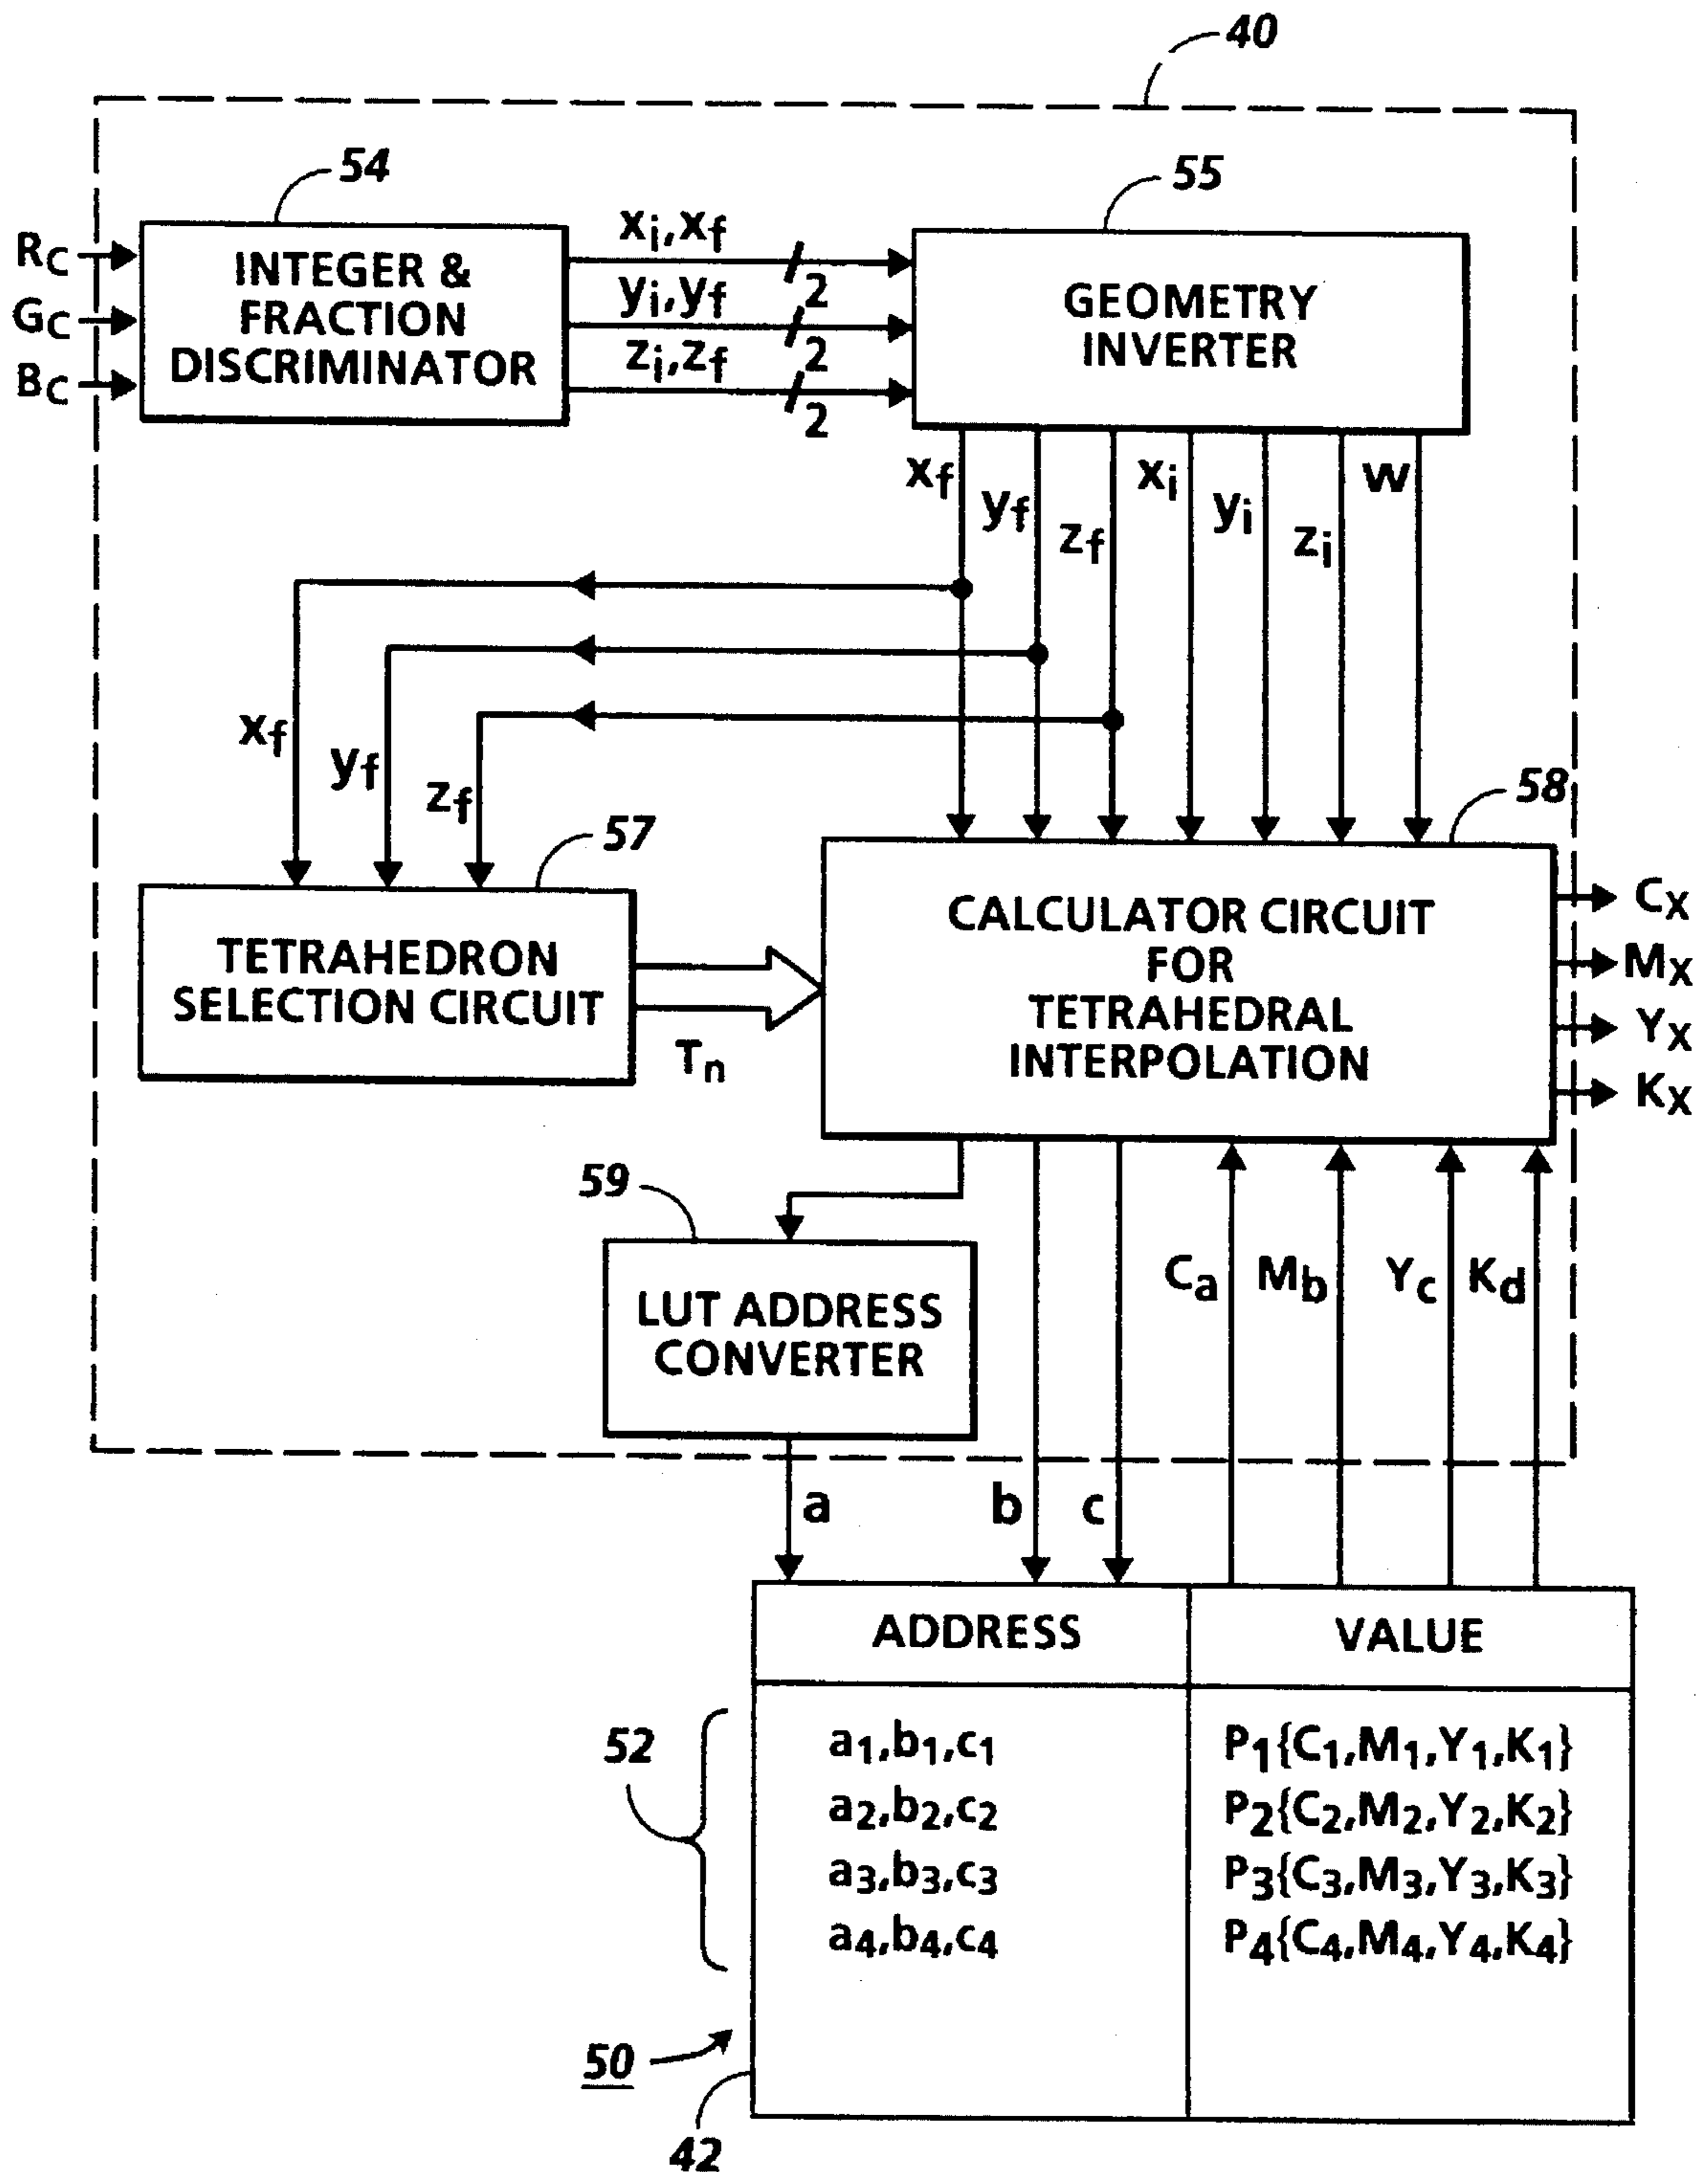 40
54
55
RC
GC
BC
INTEGER &
FRACTION
DISCRIMINATOR
xi,xf
2
yi,yf
2
zi,zf
2
GEOMETRY
INVERTER
xf
yf
zf
xi
yi
zi
w
xf
yf
zf
57
58
TETRAHEDRON
SELECTION CIRCUIT
Tn
CALCULATOR CIRCUIT
FOR
TETRAHEDRAL
INTERPOLATION
CX
MX
YX
KX
59
LUT ADDRESS
CONVERTER
Ca
Mb
Yc
Kd
a
b
c
ADDRESS
VALUE
52
a1,b1,c1
P1{C1,M1,Y1,K1}
a2,b2,c2
P2{C2,M2,Y2,K2}
a3,b3,c3
P3{C3,M3,Y3,K3}
a4,b4,c4
P4{C4,M4,Y4,K4}
50
42